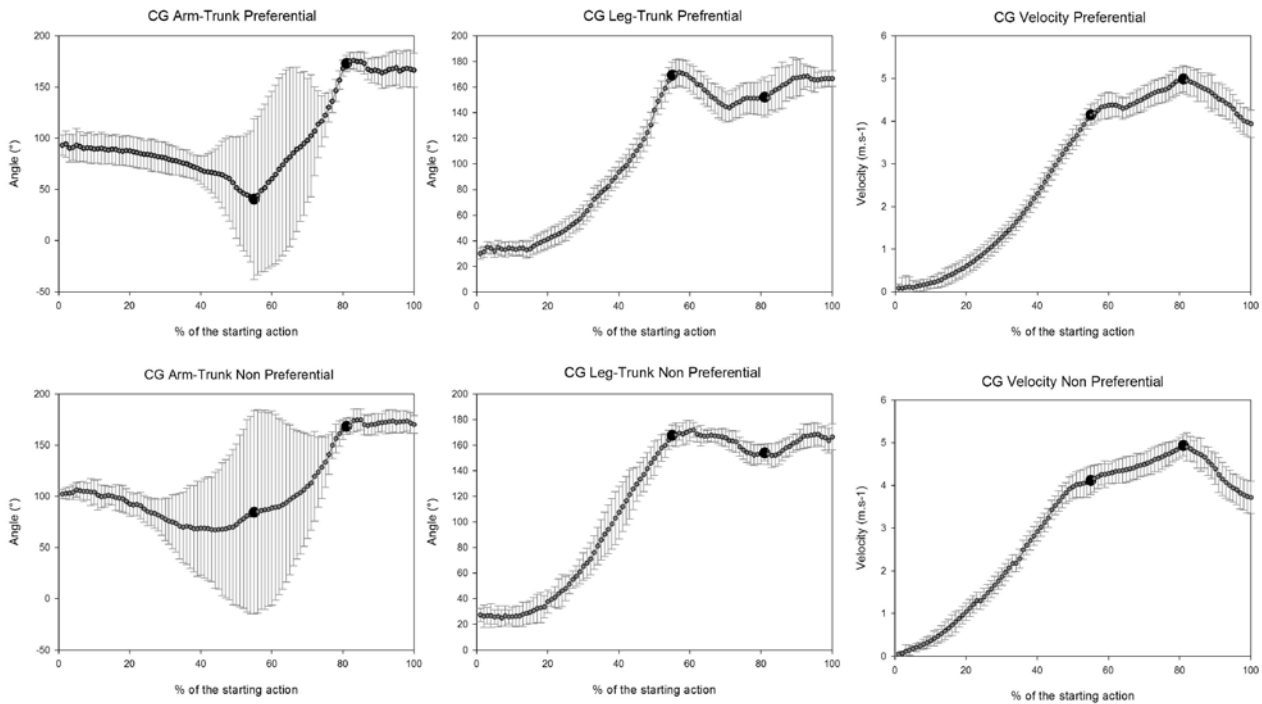 CG Arm-Trunk Preferential
200
150
100
50
0
-50
Angle (°)
0 20 40 60 80 100
% of the starting action
CG Leg-Trunk Prefrential
200
180
160
140
120
100
80
60
40
20
0
Angle (°)
0 20 40 60 80 100
% of the starting action
CG Velocity Preferential
6
5
4
3
2
1
0
Velocity (m.s-1)
0 20 40 60 80 100
% of the starting action
CG Arm-Trunk Non Preferential
200
150
100
50
0
-50
Angle (°)
0 20 40 60 80 100
% of the starting action
CG Leg-Trunk Non Preferential
200
180
160
140
120
100
80
60
40
20
0
Angle (°)
0 20 40 60 80 100
% of the starting action
CG Velocity Non Preferential
6
5
4
3
2
1
0
Velocity (m.s-1)
0 20 40 60 80 100
% of the starting action